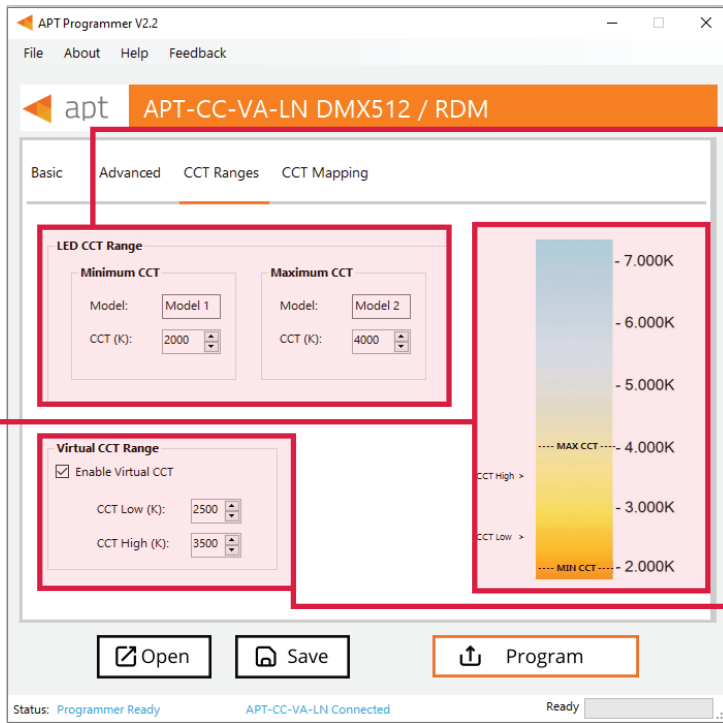 APT Programmer V2.2
File About Help Feedback
apt APT-CC-VA-LN DMX512 / RDM
Basic Advanced CCT Ranges CCT Mapping
LED CCT Range
Minimum CCT
Model: Model 1
CCT (K): 2000
Maximum CCT
Model: Model 2
CCT (K): 4000
Virtual CCT Range
Enable Virtual CCT
CCT Low (K): 2500
CCT High (K): 3500
- 7.000K
- 6.000K
- 5.000K
---- MAX CCT ---- - 4.000K
CCT High >
- 3.000K
CCT Low >
---- MIN CCT ---- - 2.000K
Open Save Program
Status: Programmer Ready APT-CC-VA-LN Connected Ready